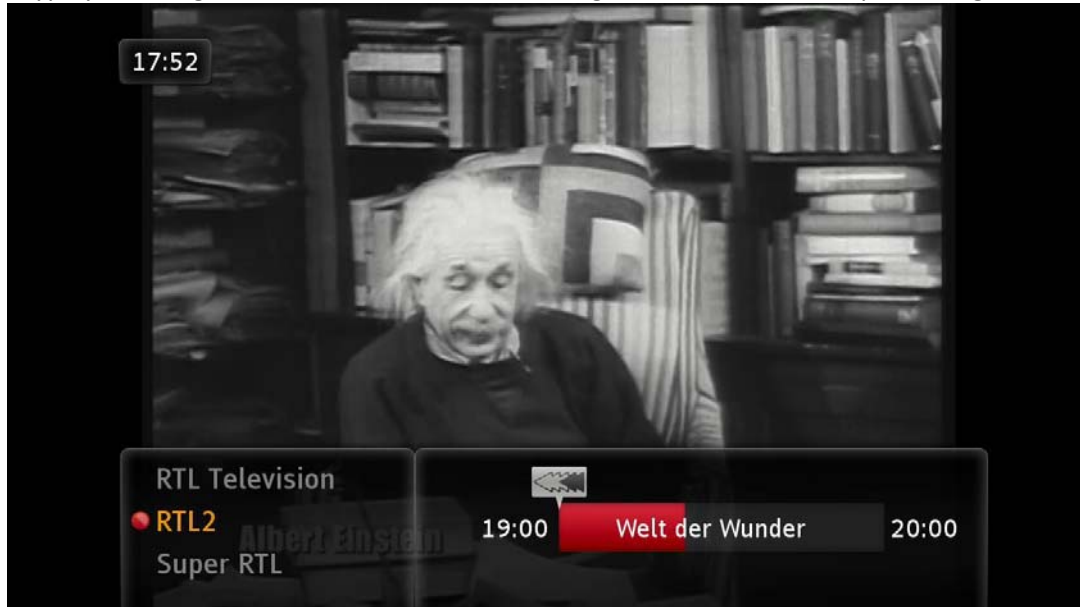 17:52
RTL Television
RTL2
Albert Einstein
Super RTL
19:00 Welt der Wunder 20:00